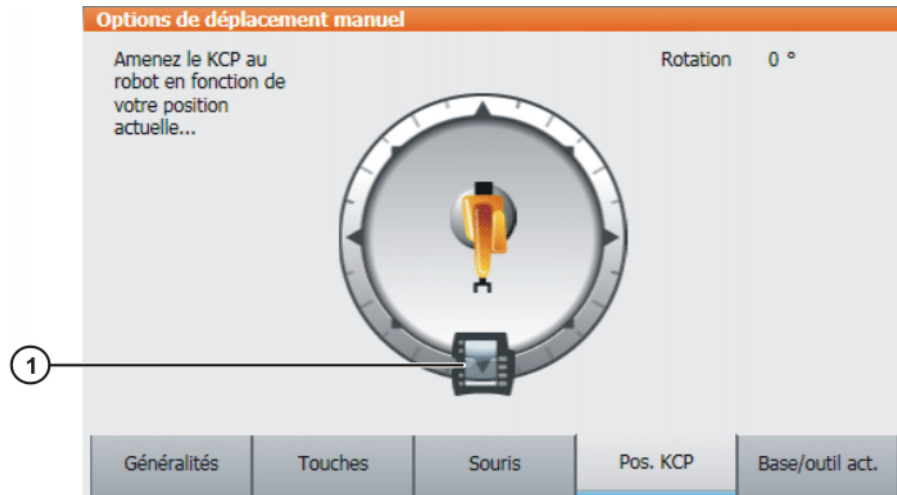 Options de déplacement manuel
Amenez le KCP au
robot en fonction de
votre position
actuelle...
Rotation 0 °
1
Généralités
Touches
Souris
Pos. KCP
Base/outil act.